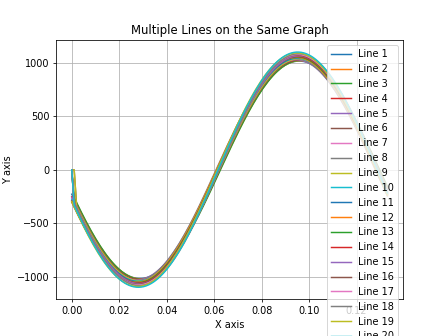 Multiple Lines on the Same Graph
Y axis
1000
500
0
−500
−1000
0.00
0.02
0.04
0.06
0.08
0.10
X axis
Line 1
Line 2
Line 3
Line 4
Line 5
Line 6
Line 7
Line 8
Line 9
Line 10
Line 11
Line 12
Line 13
Line 14
Line 15
Line 16
Line 17
Line 18
Line 19
Line 20